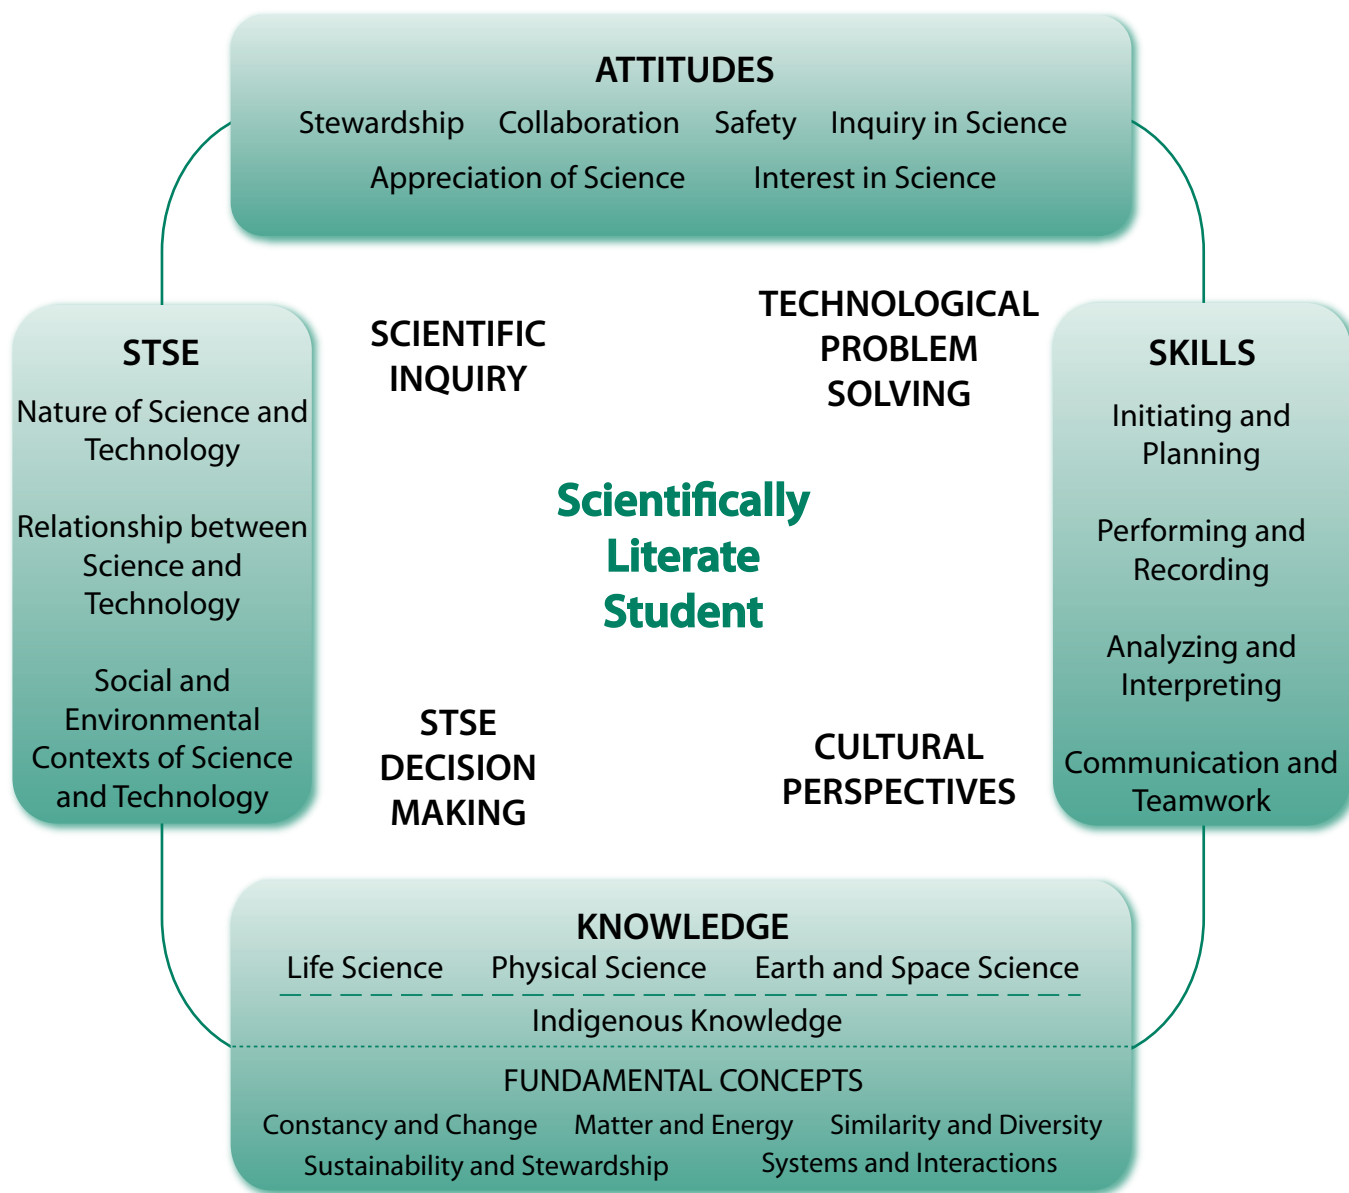 ATTITUDES
Stewardship Collaboration Safety Inquiry in Science
Appreciation of Science Interest in Science
STSE
Nature of Science and
Technology
Relationship between
Science and
Technology
Social and
Environmental
Contexts of Science
and Technology
SCIENTIFIC
INQUIRY
TECHNOLOGICAL
PROBLEM
SOLVING
Scientifically
Literate
Student
STSE
DECISION
MAKING
CULTURAL
PERSPECTIVES
SKILLS
Initiating and
Planning
Performing and
Recording
Analyzing and
Interpreting
Communication and
Teamwork
KNOWLEDGE
Life Science Physical Science Earth and Space Science
Indigenous Knowledge
FUNDAMENTAL CONCEPTS
Constancy and Change Matter and Energy Similarity and Diversity
Sustainability and Stewardship Systems and Interactions